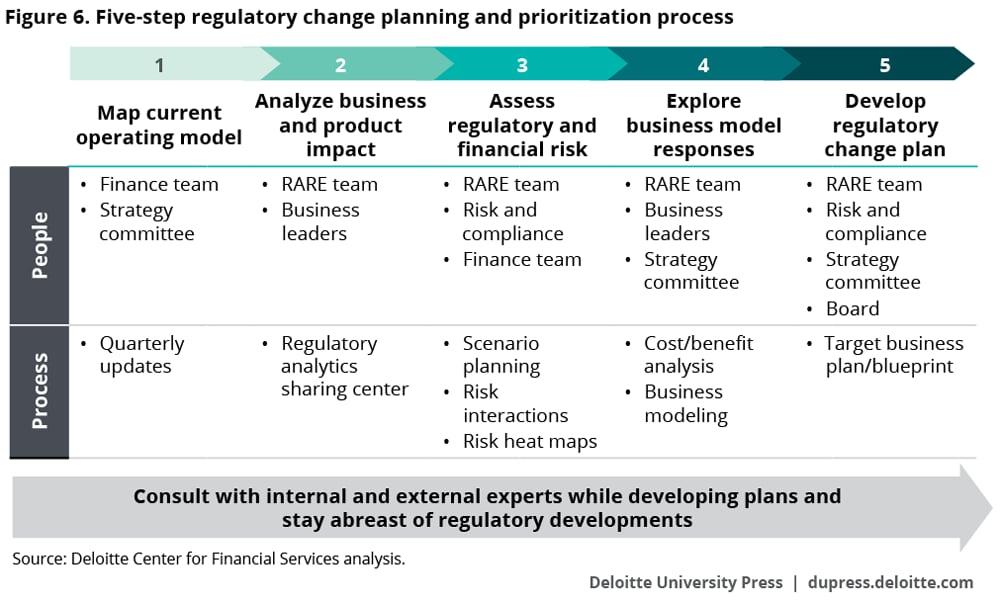 Figure 6. Five-step regulatory change planning and prioritization process
1
2
3
4
5
Map current
operating model
Analyze business
and product
impact
Assess
regulatory and
financial risk
Explore
business model
responses
Develop
regulatory
change plan
People
• Finance team
• Strategy
committee
• RARE team
• Business
leaders
• RARE team
• Risk and
compliance
• Finance team
• RARE team
• Business
leaders
• Strategy
committee
• RARE team
• Risk and
compliance
• Strategy
committee
• Board
Process
• Quarterly
updates
• Regulatory
analytics
sharing center
• Scenario
planning
• Risk
interactions
• Risk heat maps
• Cost/benefit
analysis
• Business
modeling
• Target business
plan/blueprint
Consult with internal and external experts while developing plans and
stay abreast of regulatory developments
Source: Deloitte Center for Financial Services analysis.
Deloitte University Press | dupress.deloitte.com